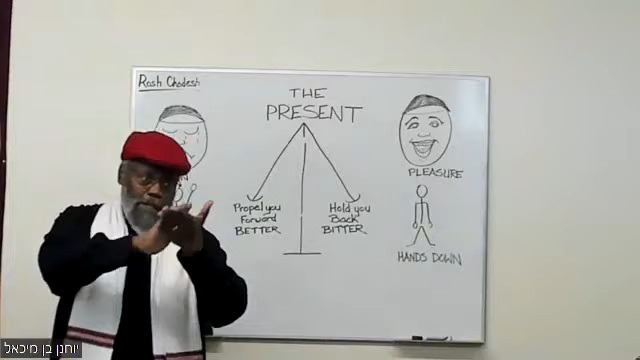 Rosh Chodesh
THE
PRESENT
PLEASURE
Propel you
Forward
BETTER
Hold you
Back
BITTER
HANDS DOWN
יוחנן בן מיכאל